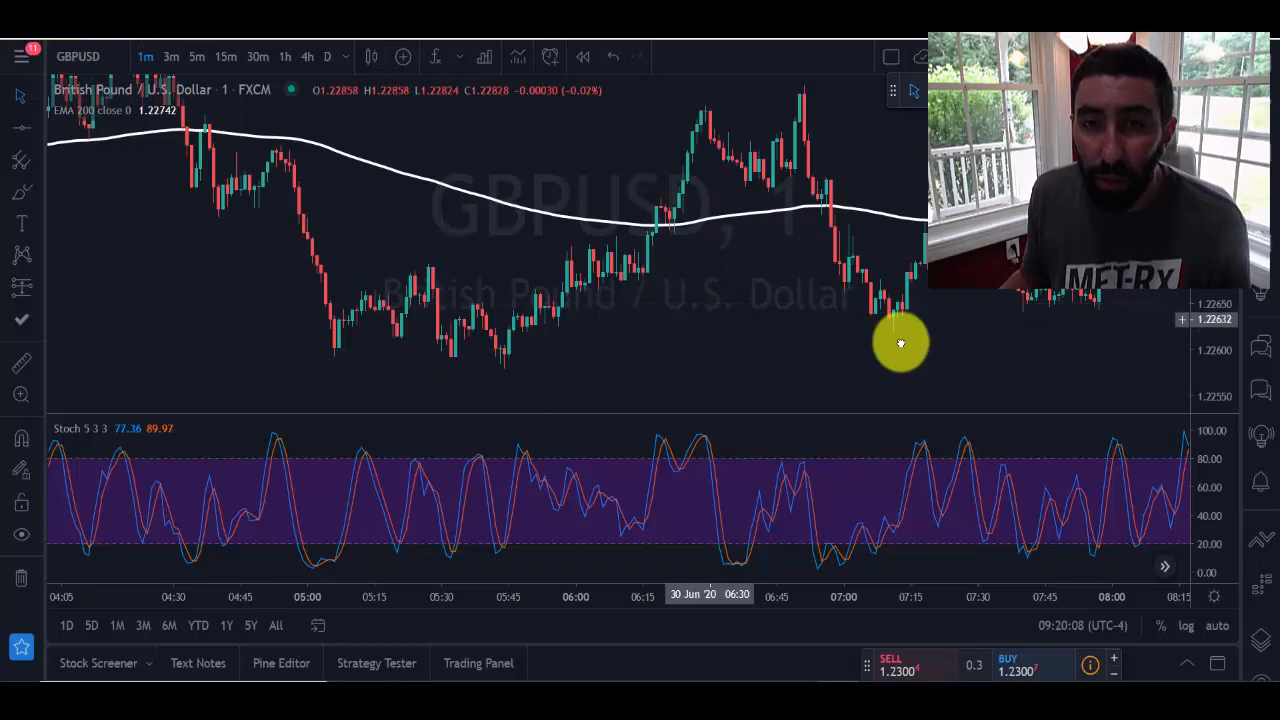 11
GBPUSD 1m 3m 5m 15m 30m 1h 4h D
British Pound / U.S. Dollar · 1 · FXCM O1.22858 H1.22858 L1.22824 C1.22828 -0.00030 (-0.02%)
EMA 200 close 0 1.22742
GBPUSD, 1
British Pound / U.S. Dollar
MET-RX
1.22650
1.22632
1.22600
1.22550
Stoch 5 3 3 77.36 89.97
100.00
80.00
60.00
40.00
20.00
0.00
04:05 04:30 04:45 05:00 05:15 05:30 05:45 06:00 06:15 30 Jun '20 06:30 06:45 07:00 07:15 07:30 07:45 08:00 08:15
1D 5D 1M 3M 6M YTD 1Y 5Y All 09:20:08 (UTC-4) % log auto
Stock Screener Text Notes Pine Editor Strategy Tester Trading Panel
SELL 1.23004 0.3 BUY 1.23007